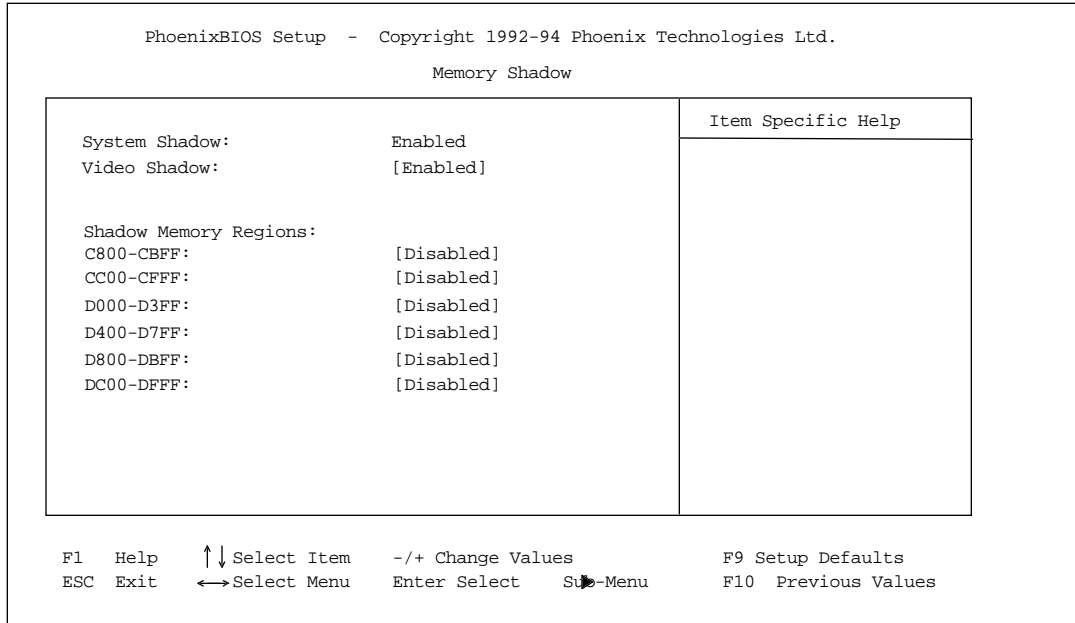 PhoenixBIOS Setup - Copyright 1992-94 Phoenix Technologies Ltd.
Memory Shadow
Item Specific Help
System Shadow: Enabled
Video Shadow: [Enabled]
Shadow Memory Regions:
C800-CBFF: [Disabled]
CC00-CFFF: [Disabled]
D000-D3FF: [Disabled]
D400-D7FF: [Disabled]
D800-DBFF: [Disabled]
DC00-DFFF: [Disabled]
F1 Help ↑↓ Select Item -/+ Change Values F9 Setup Defaults
ESC Exit ←→ Select Menu Enter Select Sub-Menu F10 Previous Values